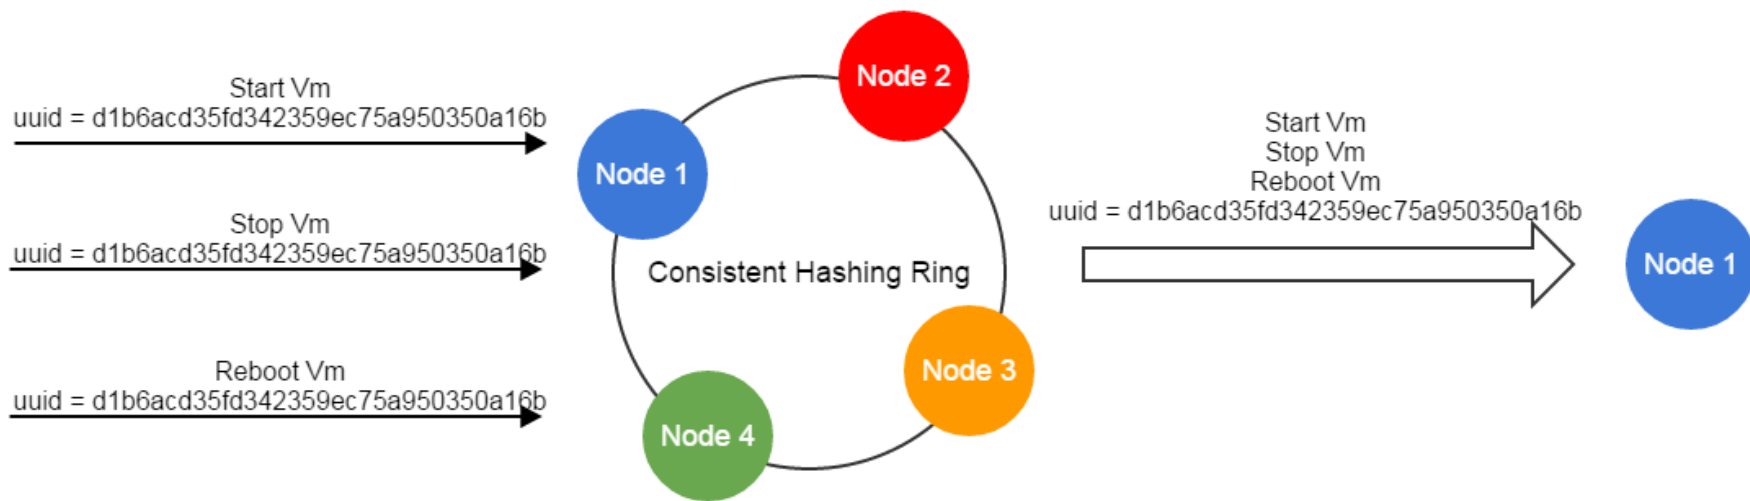 Start Vm
uuid = d1b6acd35fd342359ec75a950350a16b
Stop Vm
uuid = d1b6acd35fd342359ec75a950350a16b
Reboot Vm
uuid = d1b6acd35fd342359ec75a950350a16b
Node 2
Node 1
Consistent Hashing Ring
Node 3
Node 4
Start Vm
Stop Vm
Reboot Vm
uuid = d1b6acd35fd342359ec75a950350a16b
Node 1